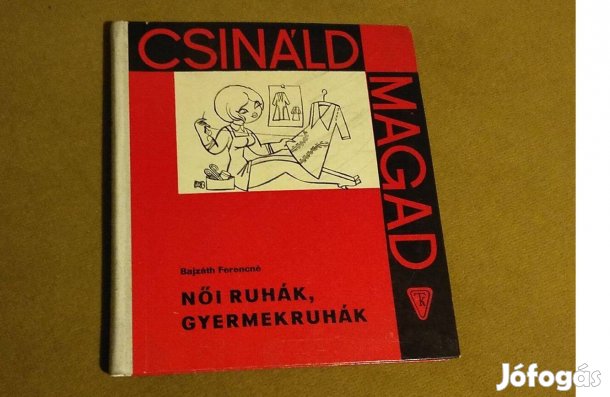 CSINÁLD
MAGAD
Bajzáth Ferencné
NŐI RUHÁK,
GYERMEKRUHÁK
Jófogás